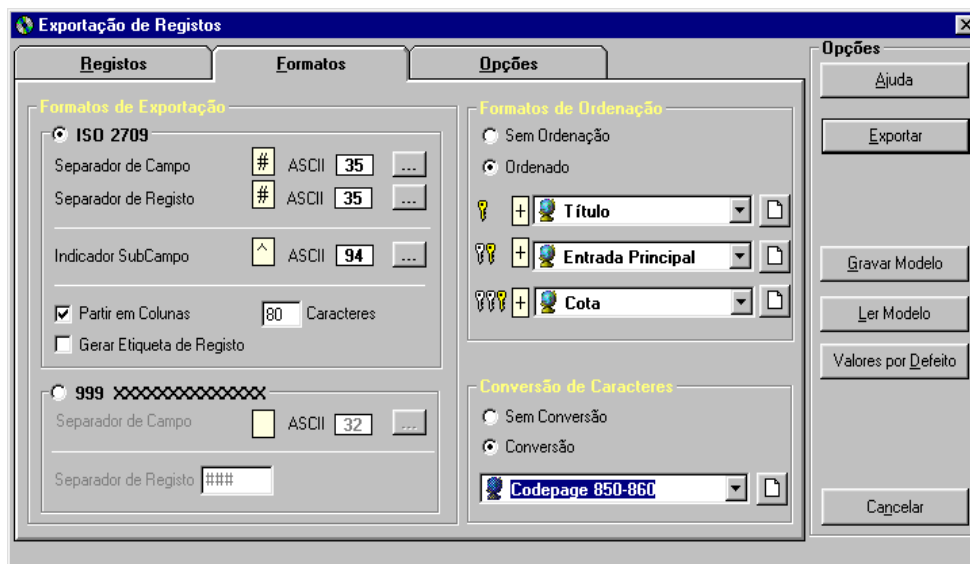 Exportação de Registos
Registos
Formatos
Opções
Formatos de Exportação
ISO 2709
Separador de Campo # ASCII 35 ...
Separador de Registo # ASCII 35 ...
Indicador SubCampo ^ ASCII 94 ...
Partir em Colunas 80 Caracteres
Gerar Etiqueta de Registo
999 XXXXXXXXXXXXXX
Separador de Campo ASCII 32 ...
Separador de Registo ###
Formatos de Ordenação
Sem Ordenação
Ordenado
+ Título
+ Entrada Principal
+ Cota
Conversão de Caracteres
Sem Conversão
Conversão
Codepage 850-860
Opções
Ajuda
Exportar
Gravar Modelo
Ler Modelo
Valores por Defeito
Cancelar